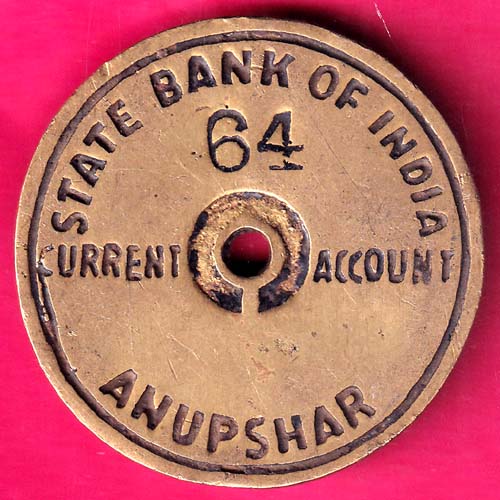 STATE BANK OF INDIA
64
CURRENT ACCOUNT
ANUPSHAR